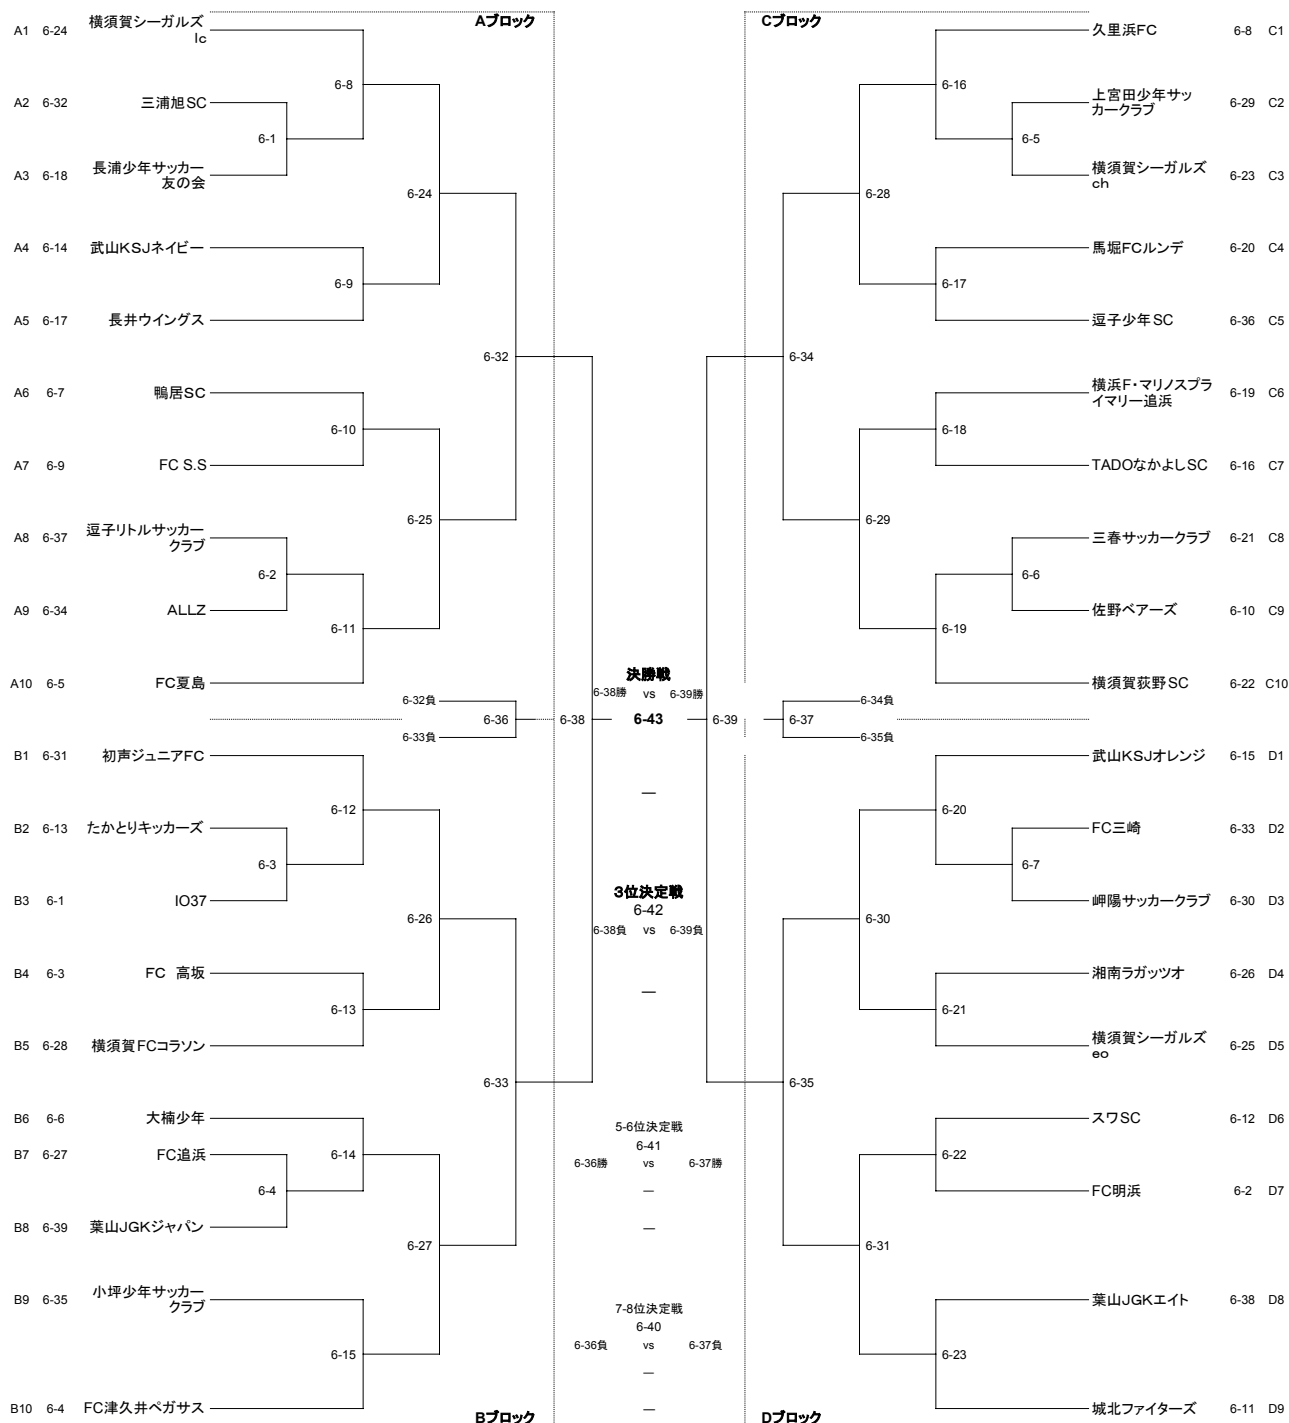 Aブロック
A1 6-24 横須賀シーガルズ
lc
6-8
A2 6-32 三浦旭SC
6-1
A3 6-18 長浦少年サッカー
友の会
6-24
A4 6-14 武山KSJネイビー
6-9
A5 6-17 長井ウイングス
6-32
A6 6-7 鴨居SC
6-10
A7 6-9 FC S.S
6-25
A8 6-37 逗子リトルサッカー
クラブ
6-2
A9 6-34 ALLZ
6-11
A10 6-5 FC夏島
6-32負
6-36
6-33負
6-38
B1 6-31 初声ジュニアFC
6-12
B2 6-13 たかとりキッカーズ
6-3
B3 6-1 IO37
6-26
B4 6-3 FC 高坂
6-13
B5 6-28 横須賀FCコラソン
6-33
B6 6-6 大楠少年
B7 6-27 FC追浜
6-14
6-4
B8 6-39 葉山JGKジャパン
6-27
B9 6-35 小坪少年サッカー
クラブ
6-15
B10 6-4 FC津久井ペガサス
Bブロック
決勝戦
6-38勝 vs 6-39勝
6-43
—
3位決定戦
6-42
6-38負 vs 6-39負
—
5-6位決定戦
6-41
6-36勝 vs 6-37勝
—
—
7-8位決定戦
6-40
6-36負 vs 6-37負
—
—
Cブロック
久里浜FC 6-8 C1
6-16
上宮田少年サッ
カークラブ 6-29 C2
6-5
横須賀シーガルズ
ch 6-23 C3
6-28
馬堀FCルンデ 6-20 C4
6-17
逗子少年SC 6-36 C5
6-34
横浜F・マリノスプラ
イマリー追浜 6-19 C6
6-18
TADOなかよしSC 6-16 C7
6-29
三春サッカークラブ 6-21 C8
6-6
佐野ベアーズ 6-10 C9
6-19
横須賀荻野SC 6-22 C10
6-34負
6-39
6-37
6-35負
武山KSJオレンジ 6-15 D1
6-20
FC三崎 6-33 D2
6-7
岬陽サッカークラブ 6-30 D3
6-30
湘南ラガッツオ 6-26 D4
6-21
横須賀シーガルズ
eo 6-25 D5
6-35
スワSC 6-12 D6
6-22
FC明浜 6-2 D7
6-31
葉山JGKエイト 6-38 D8
6-23
城北ファイターズ 6-11 D9
Dブロック